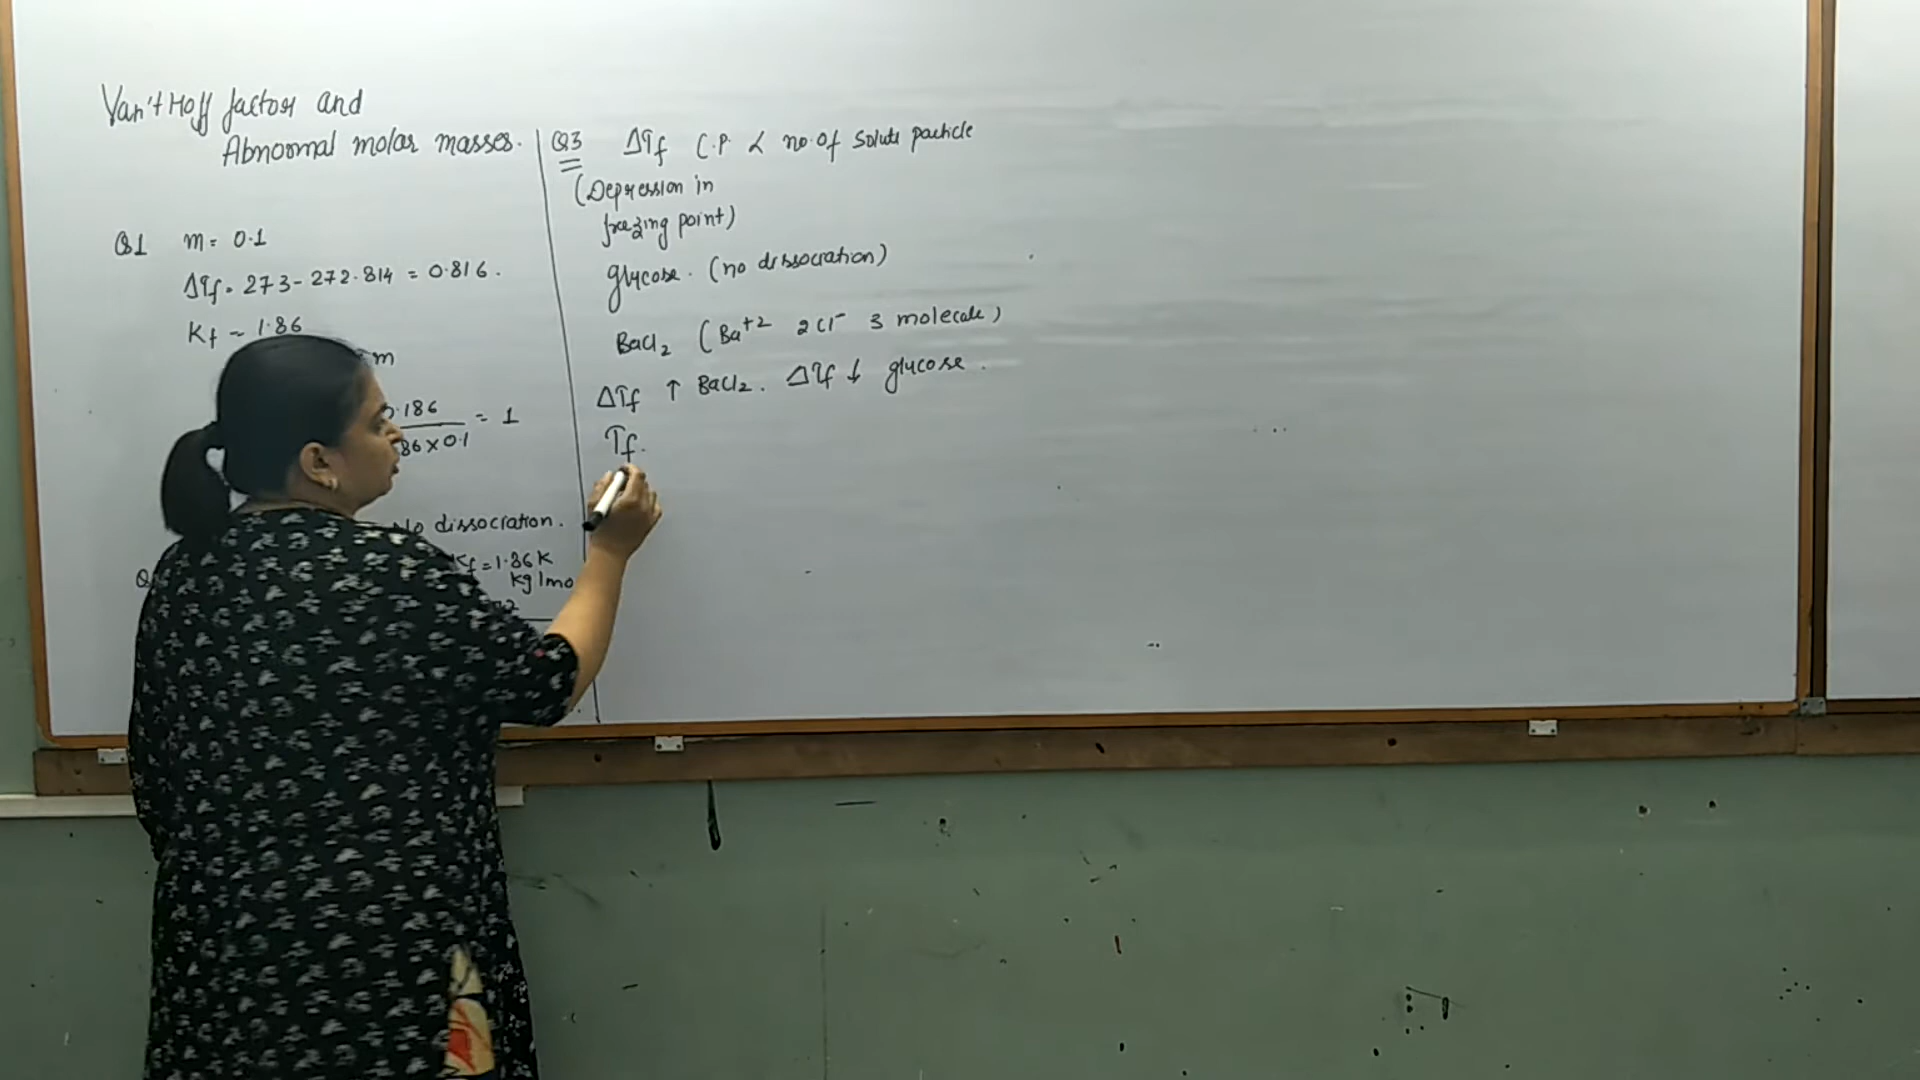 Van't Hoff factor and
Abnormal molar masses.
Q1 m = 0.1
ΔTf = 273 - 272.814 = 0.816.
Kf = 1.86
m
0.186
= 1
86 × 0.1
No dissociation.
Kf = 1.86 K
kg/mo
Q3 ΔTf C.P. ∝ no. of solute particle
(Depression in
freezing point)
glycose. (no dissociation)
BaCl2 (Ba+2 2Cl- 3 molecule)
ΔTf ↑ BaCl2. ΔTf ↓ glucose.
Tf.